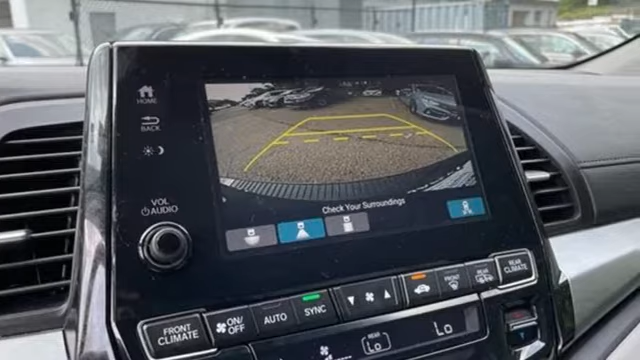 HOME
BACK
VOL
AUDIO
Check Your Surroundings
FRONT
CLIMATE
ON/
OFF
AUTO
SYNC
FRONT
REAR
REAR
CLIMATE
REAR
Lo
Lo